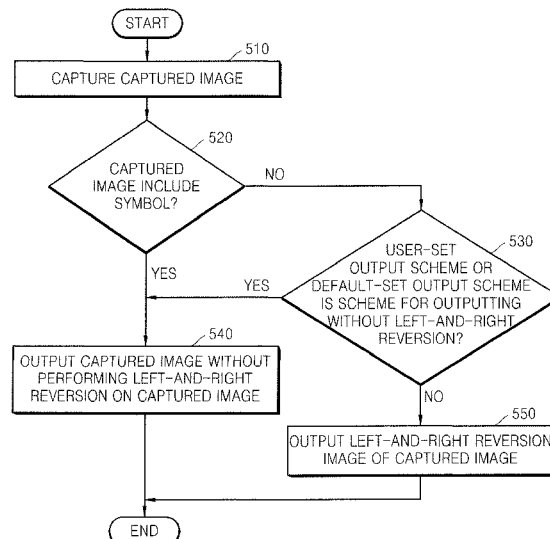 START
510
CAPTURE CAPTURED IMAGE
520
CAPTURED
IMAGE INCLUDE
SYMBOL?
NO
530
USER-SET
OUTPUT SCHEME OR
DEFAULT-SET OUTPUT SCHEME
IS SCHEME FOR OUTPUTTING
WITHOUT LEFT-AND-RIGHT
REVERSION?
YES
YES
540
OUTPUT CAPTURED IMAGE WITHOUT
PERFORMING LEFT-AND-RIGHT
REVERSION ON CAPTURED IMAGE
NO
550
OUTPUT LEFT-AND-RIGHT REVERSION
IMAGE OF CAPTURED IMAGE
END